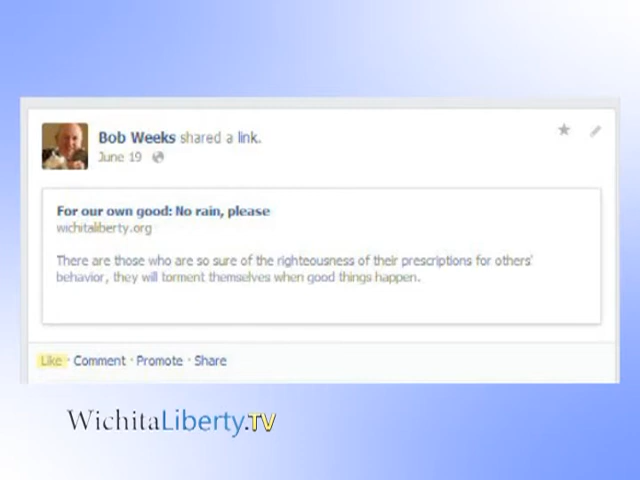 Bob Weeks shared a link.
June 19
For our own good: No rain, please
wichitaliberty.org
There are those who are so sure of the righteousness of their prescriptions for others'
behavior, they will torment themselves when good things happen.
Like · Comment · Promote · Share
WichitaLiberty.TV